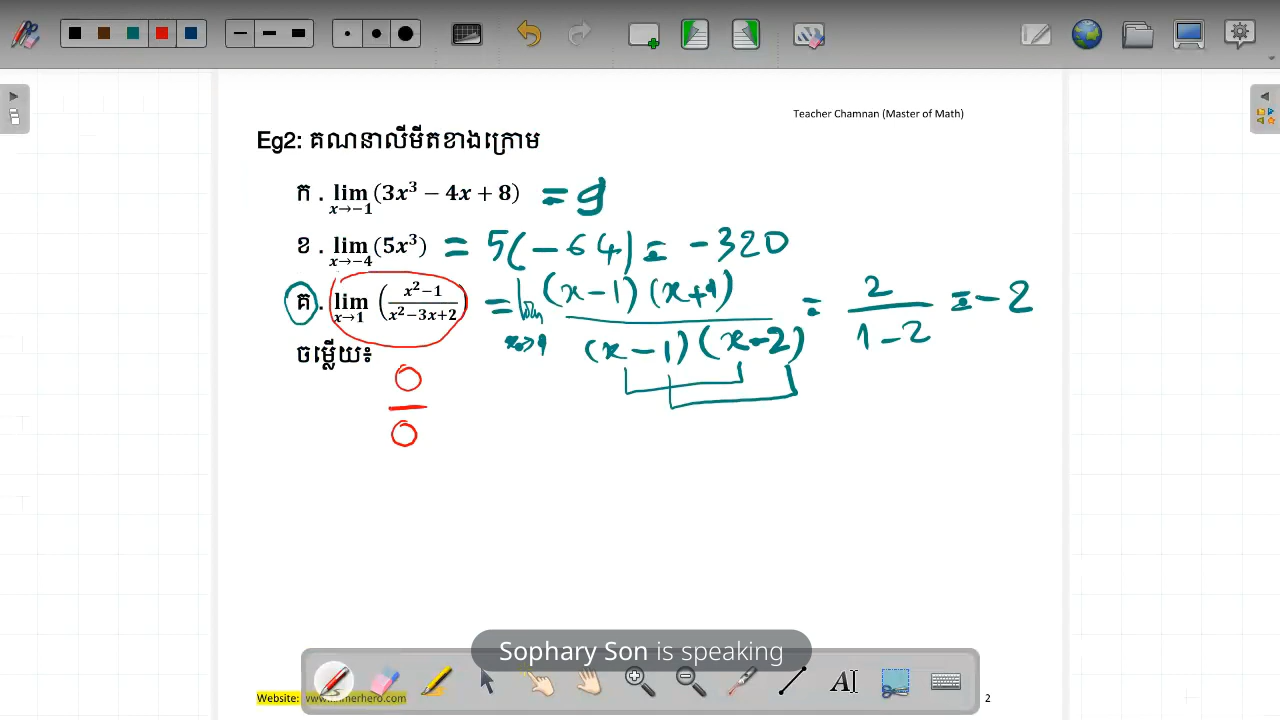 Teacher Chamnan (Master of Math)
Eg2: គណនាលីមីតខាងក្រោម
ក . lim x→-1 (3x³ − 4x + 8) = 9
ខ . lim x→-4 (5x³) = 5(-64) = -320
គ . lim x→1 (x²−1 / x²−3x+2) = lim x→1 (x-1)(x+1) / (x-1)(x-2) = 2 / 1-2 = -2
ចម្លើយ៖
0
0
Sophary Son is speaking
Website: www.thinerhero.com 2